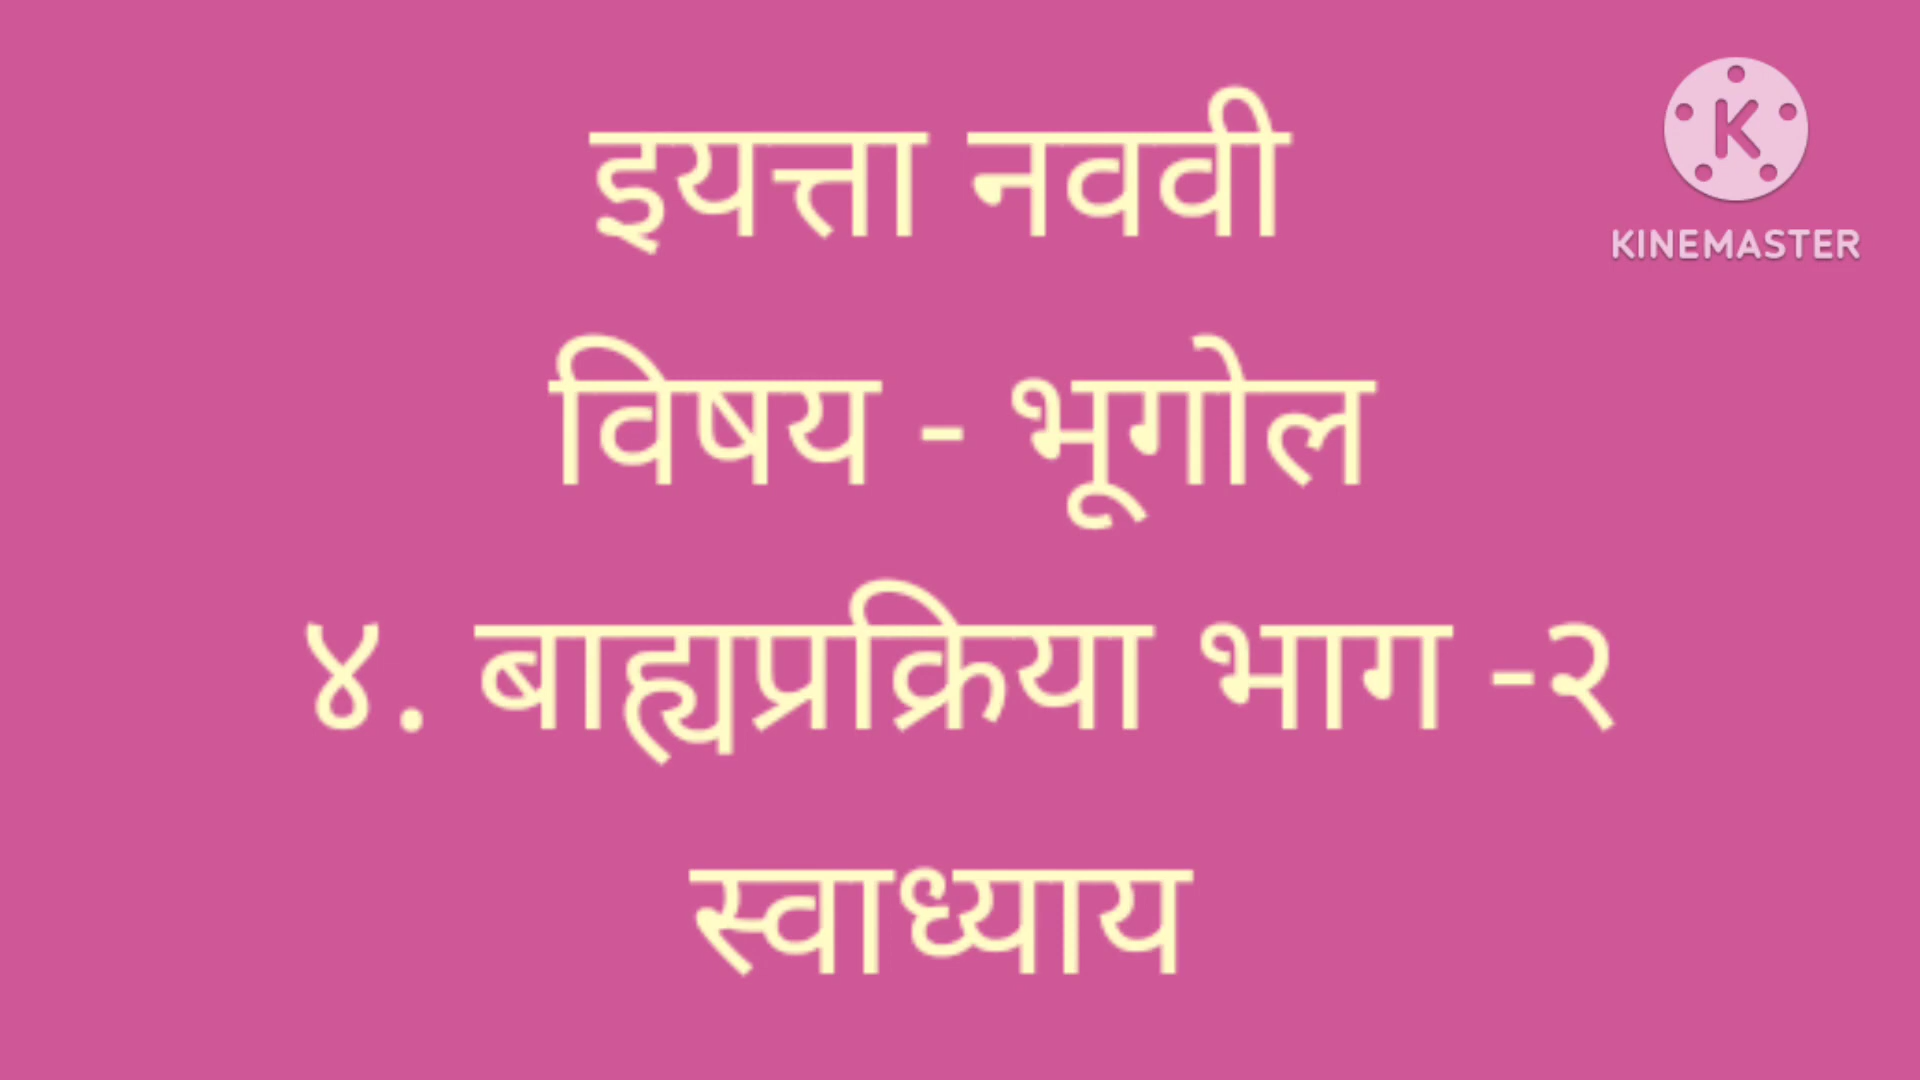 इयत्ता नववी
K
KINEMASTER
विषय - भूगोल
४. बाह्यप्रक्रिया भाग -२
स्वाध्याय